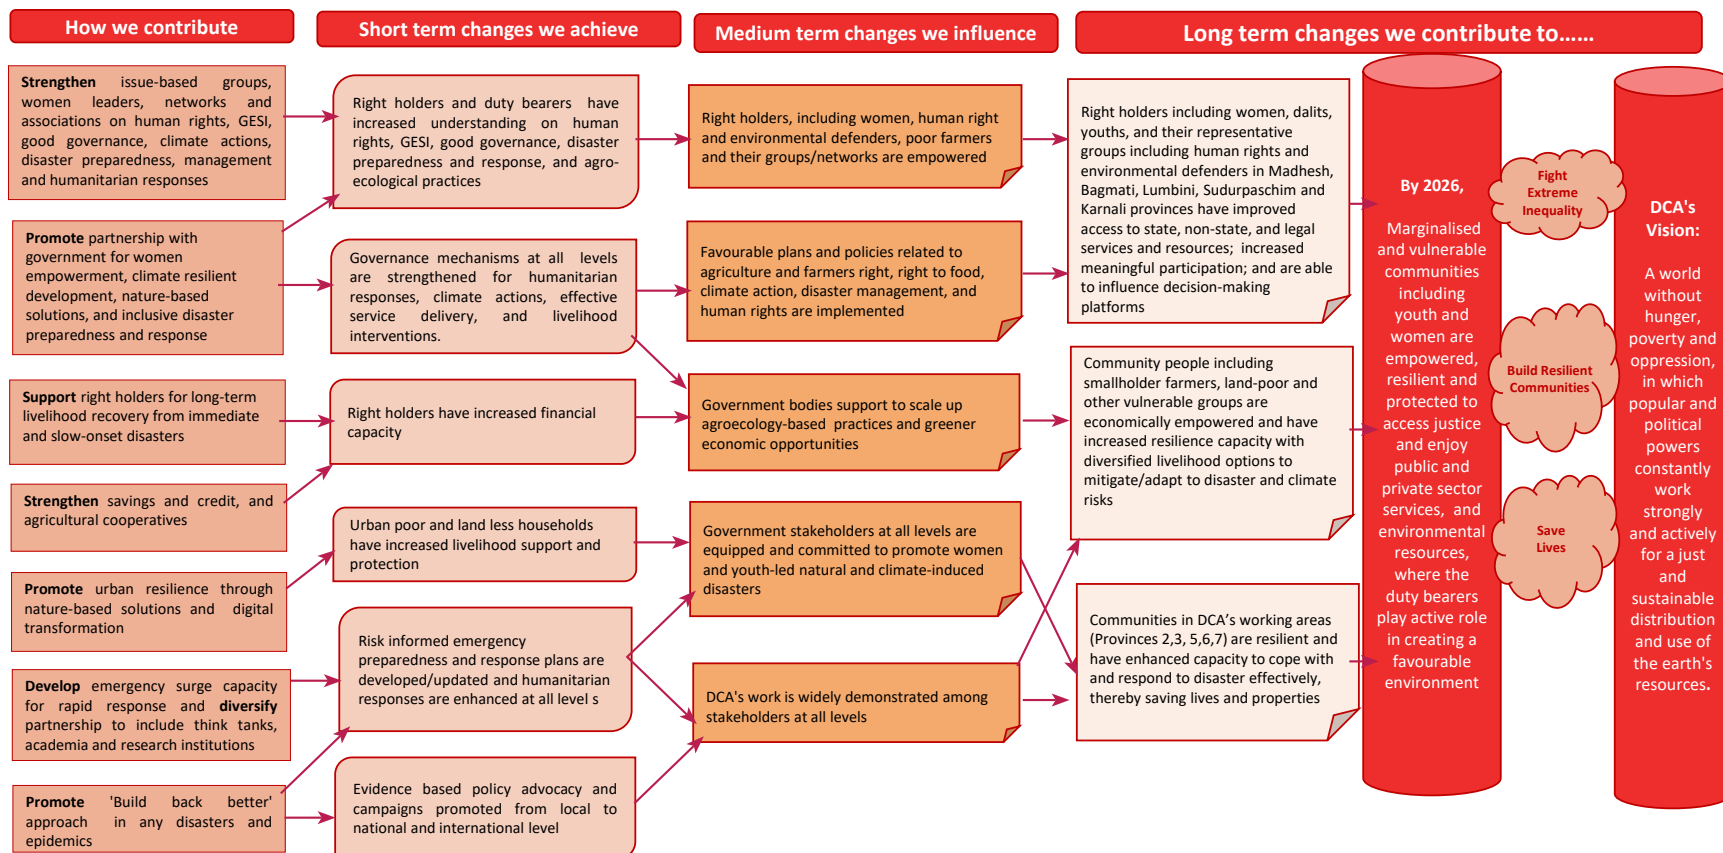 How we contribute
Short term changes we achieve
Medium term changes we influence
Long term changes we contribute to......
Strengthen issue-based groups,
women leaders, networks and
associations on human rights, GESI,
good governance, climate actions,
disaster preparedness, management
and humanitarian responses
Promote partnership with
government for women
empowerment, climate resilient
development, nature-based
solutions, and inclusive disaster
preparedness and response
Support right holders for long-term
livelihood recovery from immediate
and slow-onset disasters
Strengthen savings and credit, and
agricultural cooperatives
Promote urban resilience through
nature-based solutions and digital
transformation
Develop emergency surge capacity
for rapid response and diversify
partnership to include think tanks,
academia and research institutions
Promote 'Build back better'
approach in any disasters and
epidemics
Right holders and duty bearers have
increased understanding on human
rights, GESI, good governance, disaster
preparedness and response, and agro-
ecological practices
Governance mechanisms at all levels
are strengthened for humanitarian
responses, climate actions, effective
service delivery, and livelihood
interventions.
Right holders have increased financial
capacity
Urban poor and land less households
have increased livelihood support and
protection
Risk informed emergency
preparedness and response plans are
developed/updated and humanitarian
responses are enhanced at all level s
Evidence based policy advocacy and
campaigns promoted from local to
national and international level
Right holders, including women, human right
and environmental defenders, poor farmers
and their groups/networks are empowered
Favourable plans and policies related to
agriculture and farmers right, right to food,
climate action, disaster management, and
human rights are implemented
Government bodies support to scale up
agroecology-based practices and greener
economic opportunities
Government stakeholders at all levels are
equipped and committed to promote women
and youth-led natural and climate-induced
disasters
DCA's work is widely demonstrated among
stakeholders at all levels
Right holders including women, dalits,
youths, and their representative
groups including human rights and
environmental defenders in Madhesh,
Bagmati, Lumbini, Sudurpaschim and
Karnali provinces have improved
access to state, non-state, and legal
services and resources; increased
meaningful participation; and are able
to influence decision-making
platforms
Community people including
smallholder farmers, land-poor and
other vulnerable groups are
economically empowered and have
increased resilience capacity with
diversified livelihood options to
mitigate/adapt to disaster and climate
risks
Communities in DCA's working areas
(Provinces 2,3, 5,6,7) are resilient and
have enhanced capacity to cope with
and respond to disaster effectively,
thereby saving lives and properties
By 2026,
Marginalised
and vulnerable
communities
including
youth and
women are
empowered,
resilient and
protected to
access justice
and enjoy
public and
private sector
services, and
environmental
resources,
where the
duty bearers
play active role
in creating a
favourable
environment
Fight
Extreme
Inequality
Build Resilient
Communities
Save
Lives
DCA's
Vision:
A world
without
hunger,
poverty and
oppression,
in which
popular and
political
powers
constantly
work
strongly
and actively
for a just
and
sustainable
distribution
and use of
the earth's
resources.